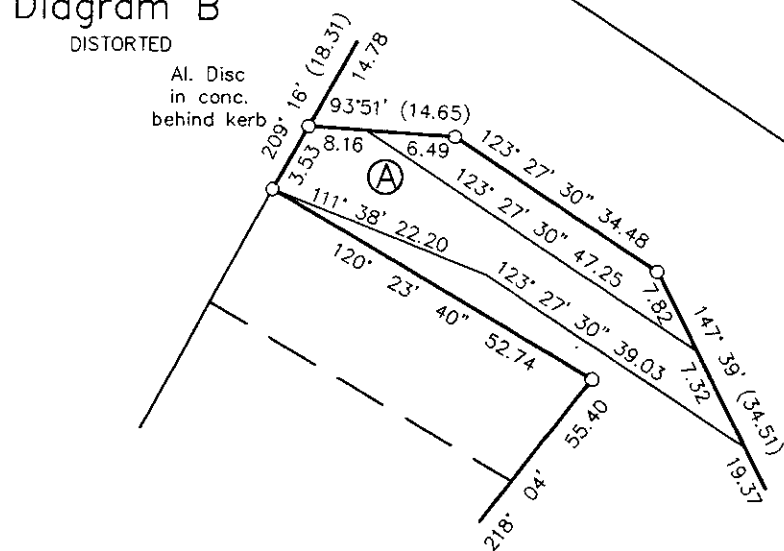 Diagram B
DISTORTED
Al. Disc
in conc.
behind kerb
209° 16' (18.31)
14.78
3.53
93°51' (14.65)
8.16
6.49
A
123° 27' 30" 34.48
123° 27' 30" 47.25
111° 38' 22.20
123° 27' 30" 39.03
120° 23' 40" 52.74
7.82
147° 39' (34.51)
7.32
19.37
55.40
218° 04'